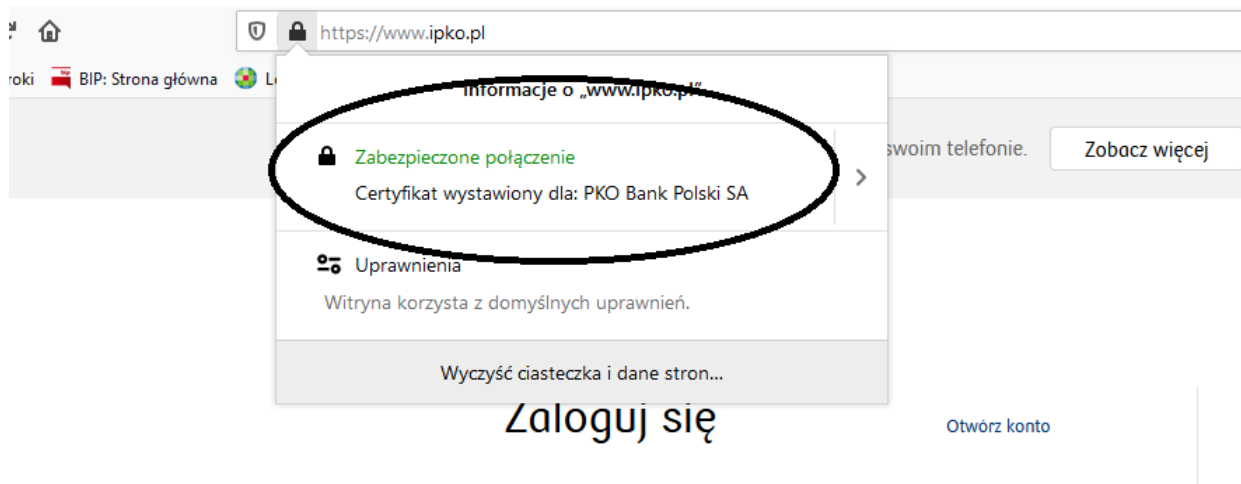 https://www.ipko.pl
roki BIP: Strona główna
Informacje o „www.ipko.pl”
Zabezpieczone połączenie
Certyfikat wystawiony dla: PKO Bank Polski SA
swoim telefonie. Zobacz więcej
Uprawnienia
Witryna korzysta z domyślnych uprawnień.
Wyczyść ciasteczka i dane stron...
Zaloguj się
Otwórz konto